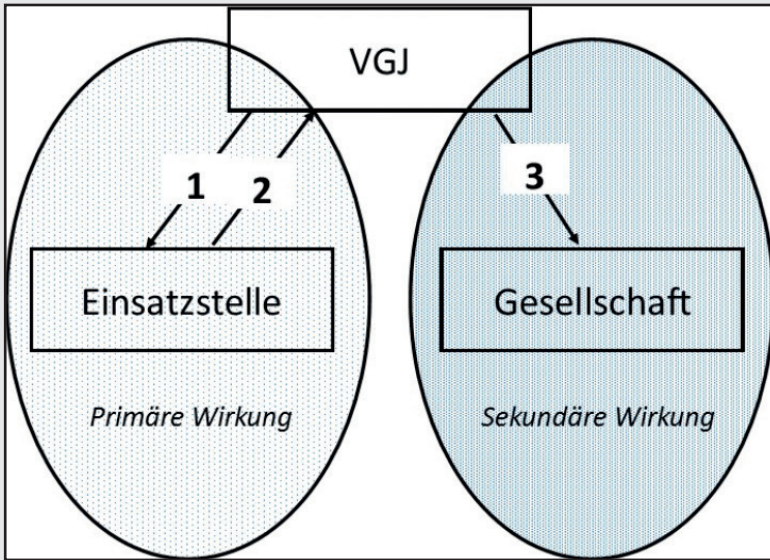 VGJ
1
2
3
Einsatzstelle
Gesellschaft
Primäre Wirkung
Sekundäre Wirkung